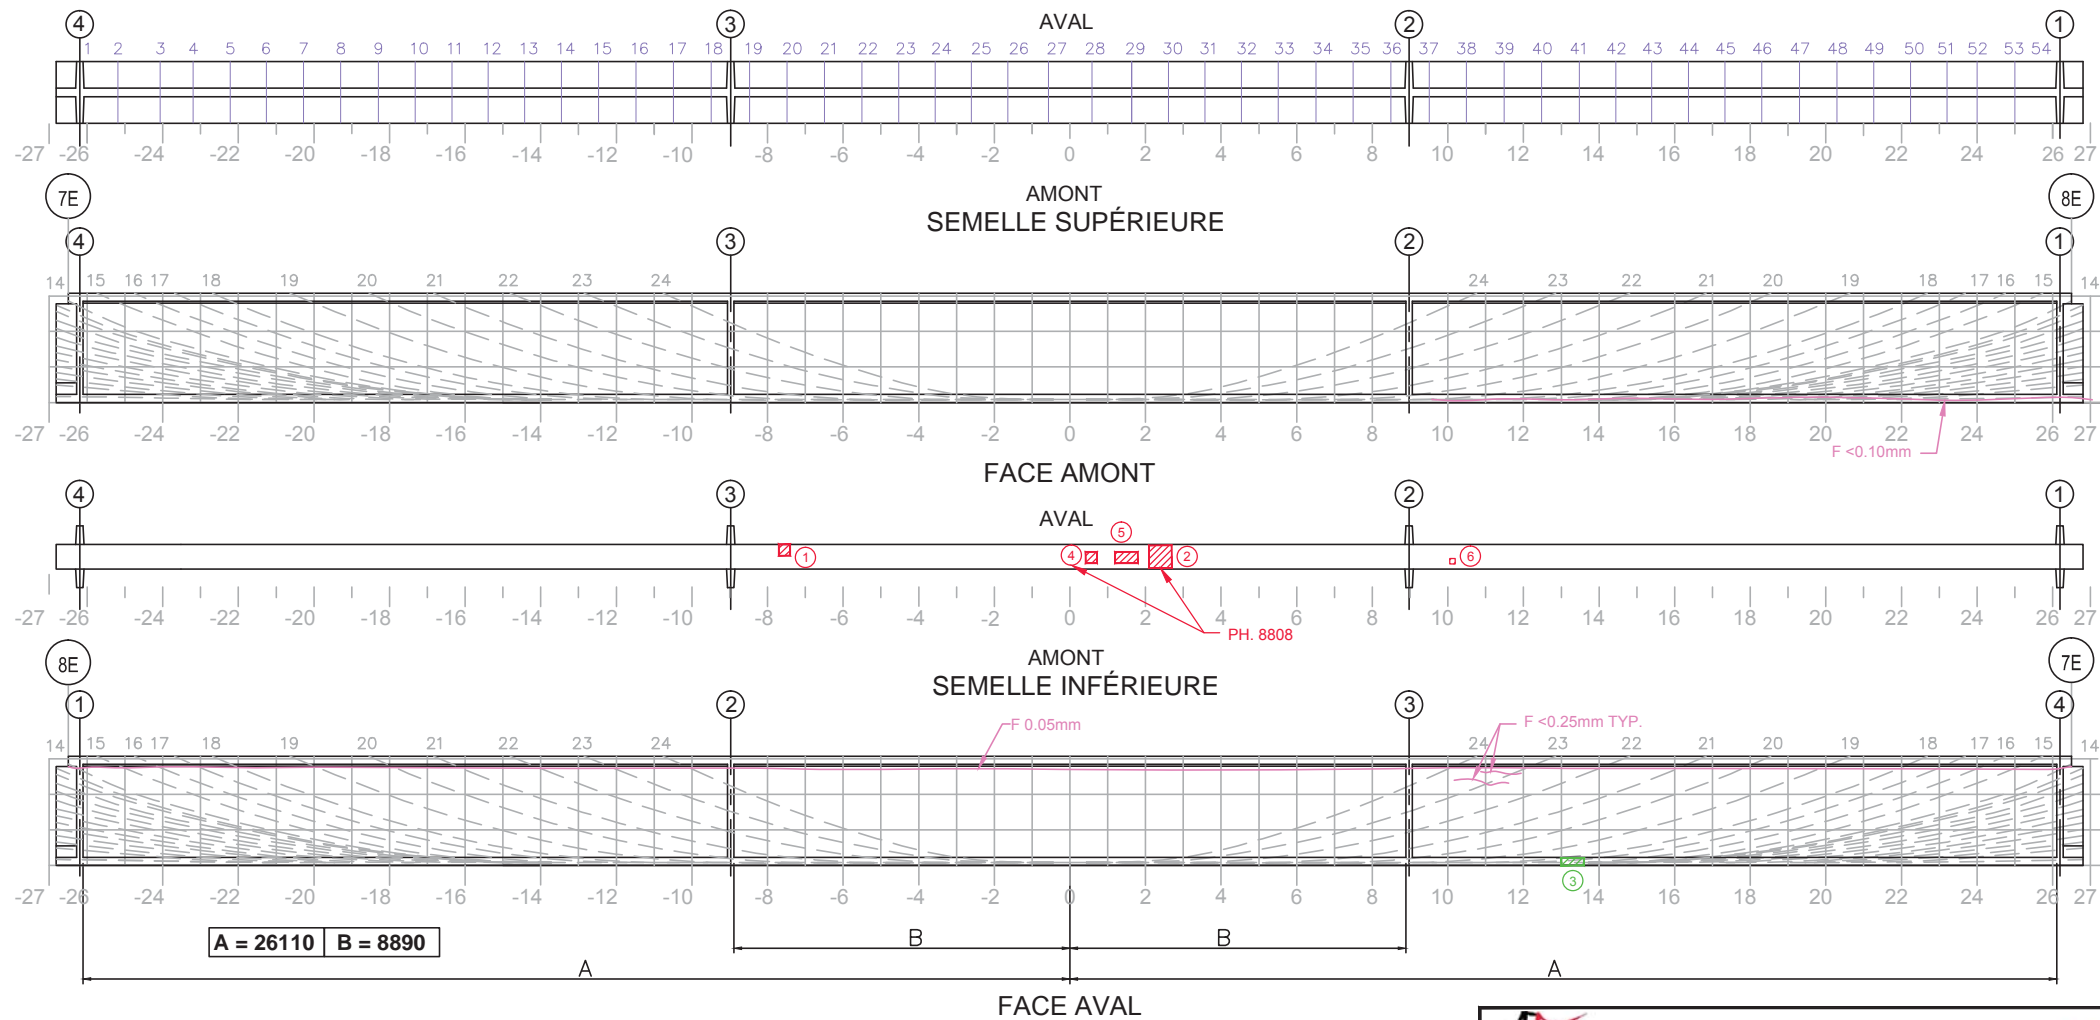 4 3 AVAL 2 1
1 2 3 4 5 6 7 8 9 10 11 12 13 14 15 16 17 18 19 20 21 22 23 24 25 26 27 28 29 30 31 32 33 34 35 36 37 38 39 40 41 42 43 44 45 46 47 48 49 50 51 52 53 54
-27 -26 -24 -22 -20 -18 -16 -14 -12 -10 -8 -6 -4 -2 0 2 4 6 8 10 12 14 16 18 20 22 24 26 27
7E AMONT 8E
SEMELLE SUPÉRIEURE
4 3 2 1
14 15 16 17 18 19 20 21 22 23 24 24 23 22 21 20 19 18 17 16 15 14
-27 -26 -24 -22 -20 -18 -16 -14 -12 -10 -8 -6 -4 -2 0 2 4 6 8 10 12 14 16 18 20 22 24 26 27
F <0.10mm
FACE AMONT
4 3 2 1
AVAL
5
1 4 2 6
-27 -26 -24 -22 -20 -18 -16 -14 -12 -10 -8 -6 -4 -2 0 2 4 6 8 10 12 14 16 18 20 22 24 26 27
PH. 8808
8E AMONT 7E
SEMELLE INFÉRIEURE
1 2 3 4
F 0.05mm F <0.25mm TYP.
14 15 16 17 18 19 20 21 22 23 24 24 23 22 21 20 19 18 17 16 15 14
3
-27 -26 -24 -22 -20 -18 -16 -14 -12 -10 -8 -6 -4 -2 0 2 4 6 8 10 12 14 16 18 20 22 24 26 27
A = 26110 B = 8890
B B
A A
FACE AVAL